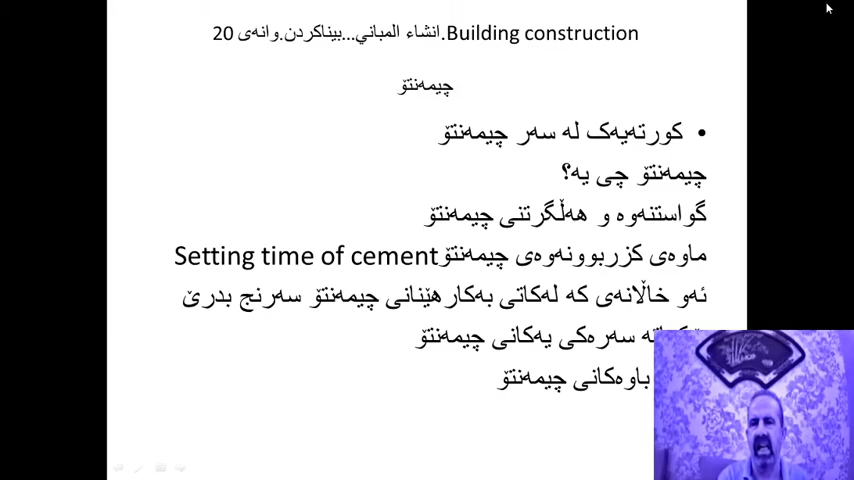 Building construction.انشاء المباني...بیناکردن.وانەی 20
چیمەنتۆ
• کورتەیەک لە سەر چیمەنتۆ
چیمەنتۆ چی یە؟
گواستنەوە و هەڵگرتنی چیمەنتۆ
ماوەی کزربوونەوەی چیمەنتۆSetting time of cement
ئەو خاڵانەی کە لەکاتی بەکارهێنانی چیمەنتۆ سەرنج بدرێ
سەرەکی یەکانی چیمەنتۆ
باوەکانی چیمەنتۆ